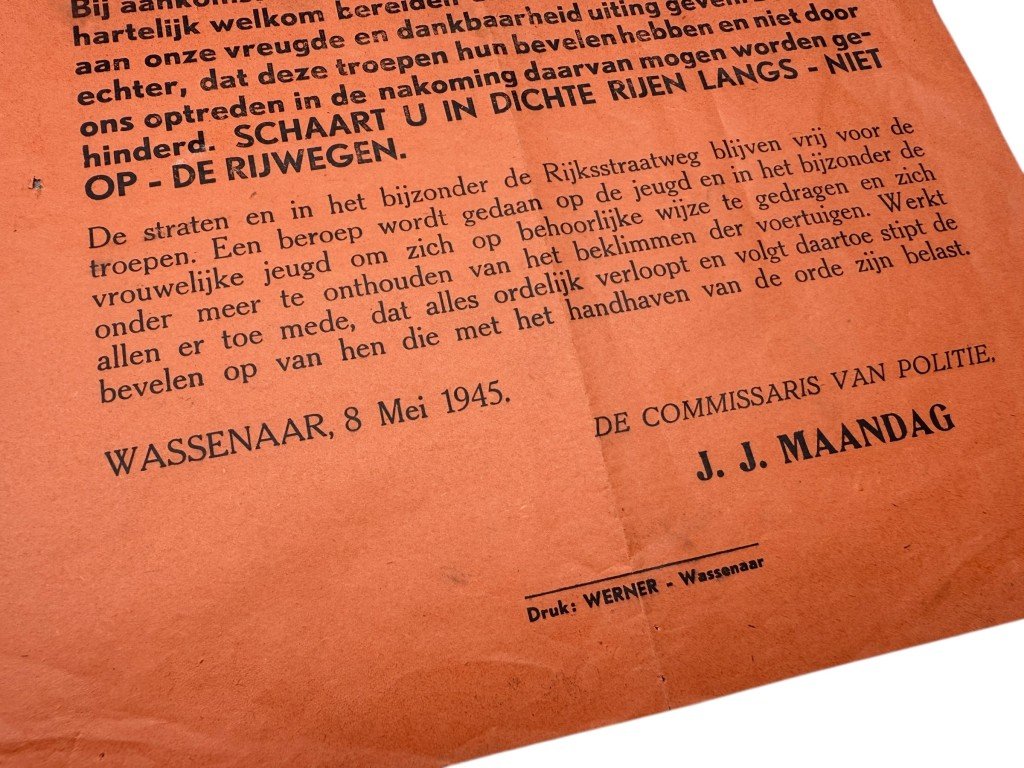 Bij aankoms
hartelijk welkom bereiden
aan onze vreugde en dankbaarheid uiting geven.
echter, dat deze troepen hun bevelen hebben en niet door
ons optreden in de nakoming daarvan mogen worden ge-
hinderd. SCHAART U IN DICHTE RIJEN LANGS - NIET
OP - DE RIJWEGEN.
De straten en in het bijzonder de Rijksstraatweg blijven vrij voor de
troepen. Een beroep wordt gedaan op de jeugd en in het bijzonder de
vrouwelijke jeugd om zich op behoorlijke wijze te gedragen en zich
onder meer te onthouden van het beklimmen der voertuigen. Werkt
allen er toe mede, dat alles ordelijk verloopt en volgt daartoe stipt de
bevelen op van hen die met het handhaven van de orde zijn belast.
WASSENAAR, 8 Mei 1945.
DE COMMISSARIS VAN POLITIE,
J. J. MAANDAG
Druk: WERNER - Wassenaar